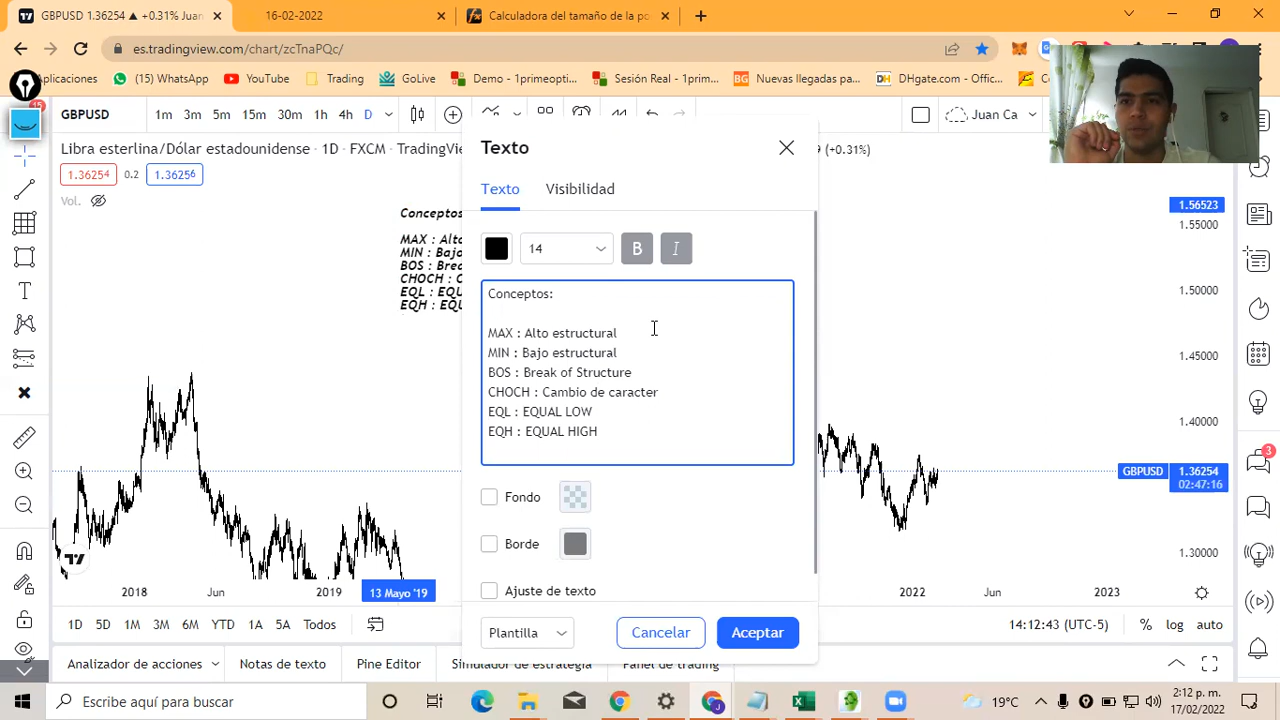 GBPUSD 1.36254 ▲ +0.31% Juan
16-02-2022
Calculadora del tamaño de la po
es.tradingview.com/chart/zcTnaPQc/
Aplicaciones
(15) WhatsApp
YouTube
Trading
GoLive
Demo - 1primeopti...
Sesión Real - 1prim...
Nuevas llegadas pa...
DHgate.com - Offic...
15
GBPUSD
1m 3m 5m 15m 30m 1h 4h D
Juan Ca
Libra esterlina/Dólar estadounidense · 1D · FXCM · TradingView
(+0.31%)
1.36254
0.2
1.36256
Vol.
Conceptos
MAX : Alto
MIN : Bajo
BOS : Brea
CHOCH : C
EQL : EQU
EQH : EQU
Texto
Texto
Visibilidad
14
B
I
Conceptos:
MAX : Alto estructural
MIN : Bajo estructural
BOS : Break of Structure
CHOCH : Cambio de caracter
EQL : EQUAL LOW
EQH : EQUAL HIGH
Fondo
Borde
Ajuste de texto
Plantilla
Cancelar
Aceptar
1.56523
1.55000
1.50000
1.45000
1.40000
GBPUSD
1.36254
02:47:16
1.30000
3
2018
Jun
2019
13 Mayo '19
2022
Jun
2023
1D 5D 1M 3M 6M YTD 1A 5A Todos
14:12:43 (UTC-5)
%
log
auto
Analizador de acciones
Notas de texto
Pine Editor
Simulador de estrategia
Panel de trading
Escribe aquí para buscar
19°C
2:12 p. m.
17/02/2022